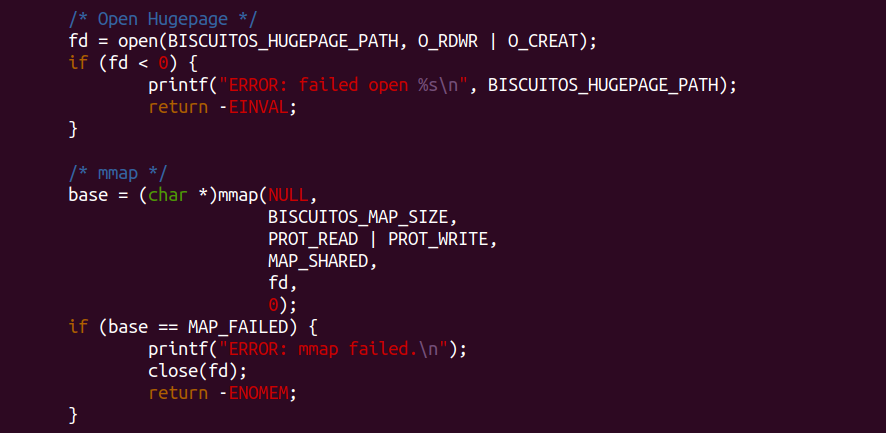 /* Open Hugepage */
fd = open(BISCUITOS_HUGEPAGE_PATH, O_RDWR | O_CREAT);
if (fd < 0) {
printf("ERROR: failed open %s\n", BISCUITOS_HUGEPAGE_PATH);
return -EINVAL;
}
/* mmap */
base = (char *)mmap(NULL,
BISCUITOS_MAP_SIZE,
PROT_READ | PROT_WRITE,
MAP_SHARED,
fd,
0);
if (base == MAP_FAILED) {
printf("ERROR: mmap failed.\n");
close(fd);
return -ENOMEM;
}